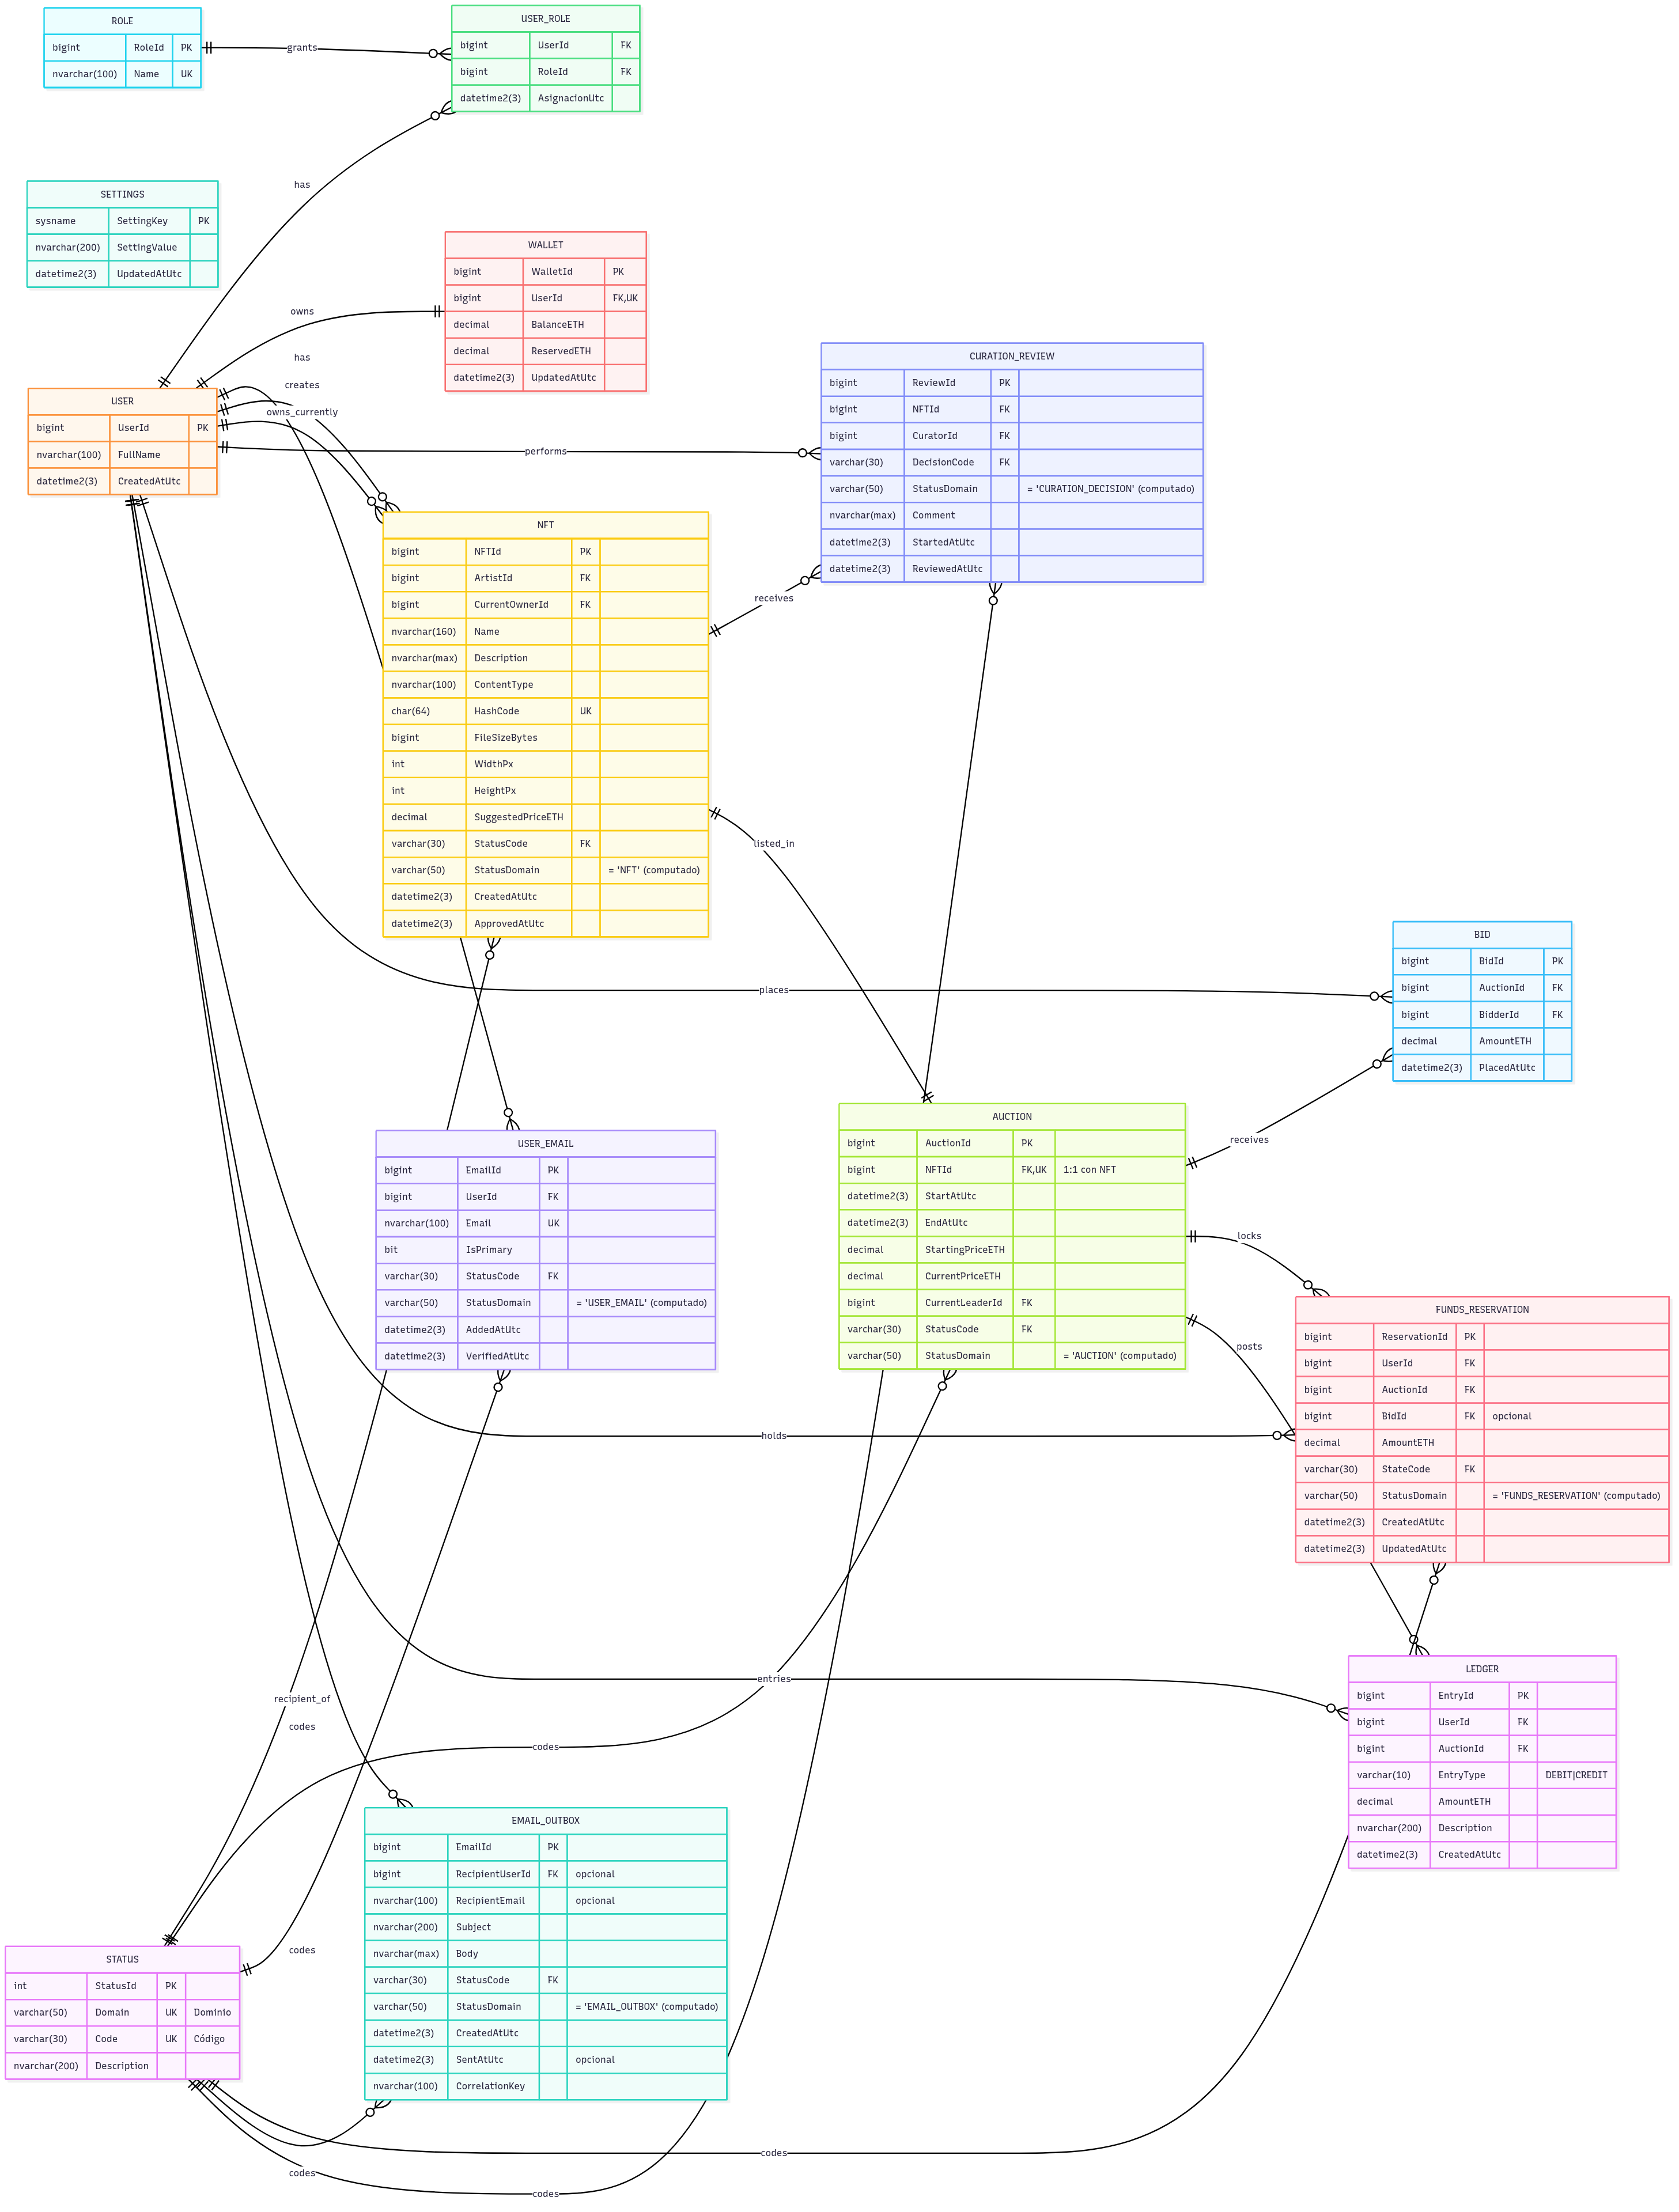 ROLE
bigint RoleId PK
nvarchar(100) Name UK
grants
USER_ROLE
bigint UserId FK
bigint RoleId FK
datetime2(3) AsignacionUtc
has
SETTINGS
sysname SettingKey PK
nvarchar(200) SettingValue
datetime2(3) UpdatedAtUtc
WALLET
bigint WalletId PK
bigint UserId FK,UK
decimal BalanceETH
decimal ReservedETH
datetime2(3) UpdatedAtUtc
owns
has
creates
owns_currently
performs
USER
bigint UserId PK
nvarchar(100) FullName
datetime2(3) CreatedAtUtc
CURATION_REVIEW
bigint ReviewId PK
bigint NFTId FK
bigint CuratorId FK
varchar(30) DecisionCode FK
varchar(50) StatusDomain = 'CURATION_DECISION' (computado)
nvarchar(max) Comment
datetime2(3) StartedAtUtc
datetime2(3) ReviewedAtUtc
NFT
bigint NFTId PK
bigint ArtistId FK
bigint CurrentOwnerId FK
nvarchar(160) Name
nvarchar(max) Description
nvarchar(100) ContentType
char(64) HashCode UK
bigint FileSizeBytes
int WidthPx
int HeightPx
decimal SuggestedPriceETH
varchar(30) StatusCode FK
varchar(50) StatusDomain = 'NFT' (computado)
datetime2(3) CreatedAtUtc
datetime2(3) ApprovedAtUtc
receives
listed_in
places
BID
bigint BidId PK
bigint AuctionId FK
bigint BidderId FK
decimal AmountETH
datetime2(3) PlacedAtUtc
receives
USER_EMAIL
bigint EmailId PK
bigint UserId FK
nvarchar(100) Email UK
bit IsPrimary
varchar(30) StatusCode FK
varchar(50) StatusDomain = 'USER_EMAIL' (computado)
datetime2(3) AddedAtUtc
datetime2(3) VerifiedAtUtc
AUCTION
bigint AuctionId PK
bigint NFTId FK,UK 1:1 con NFT
datetime2(3) StartAtUtc
datetime2(3) EndAtUtc
decimal StartingPriceETH
decimal CurrentPriceETH
bigint CurrentLeaderId FK
varchar(30) StatusCode FK
varchar(50) StatusDomain = 'AUCTION' (computado)
locks
posts
holds
FUNDS_RESERVATION
bigint ReservationId PK
bigint UserId FK
bigint AuctionId FK
bigint BidId FK opcional
decimal AmountETH
varchar(30) StateCode FK
varchar(50) StatusDomain = 'FUNDS_RESERVATION' (computado)
datetime2(3) CreatedAtUtc
datetime2(3) UpdatedAtUtc
entries
recipient_of
codes
codes
LEDGER
bigint EntryId PK
bigint UserId FK
bigint AuctionId FK
varchar(10) EntryType DEBIT|CREDIT
decimal AmountETH
nvarchar(200) Description
datetime2(3) CreatedAtUtc
EMAIL_OUTBOX
bigint EmailId PK
bigint RecipientUserId FK opcional
nvarchar(100) RecipientEmail opcional
nvarchar(200) Subject
nvarchar(max) Body
varchar(30) StatusCode FK
varchar(50) StatusDomain = 'EMAIL_OUTBOX' (computado)
datetime2(3) CreatedAtUtc
datetime2(3) SentAtUtc opcional
nvarchar(100) CorrelationKey
codes
STATUS
int StatusId PK
varchar(50) Domain UK Dominio
varchar(30) Code UK Código
nvarchar(200) Description
codes
codes
codes